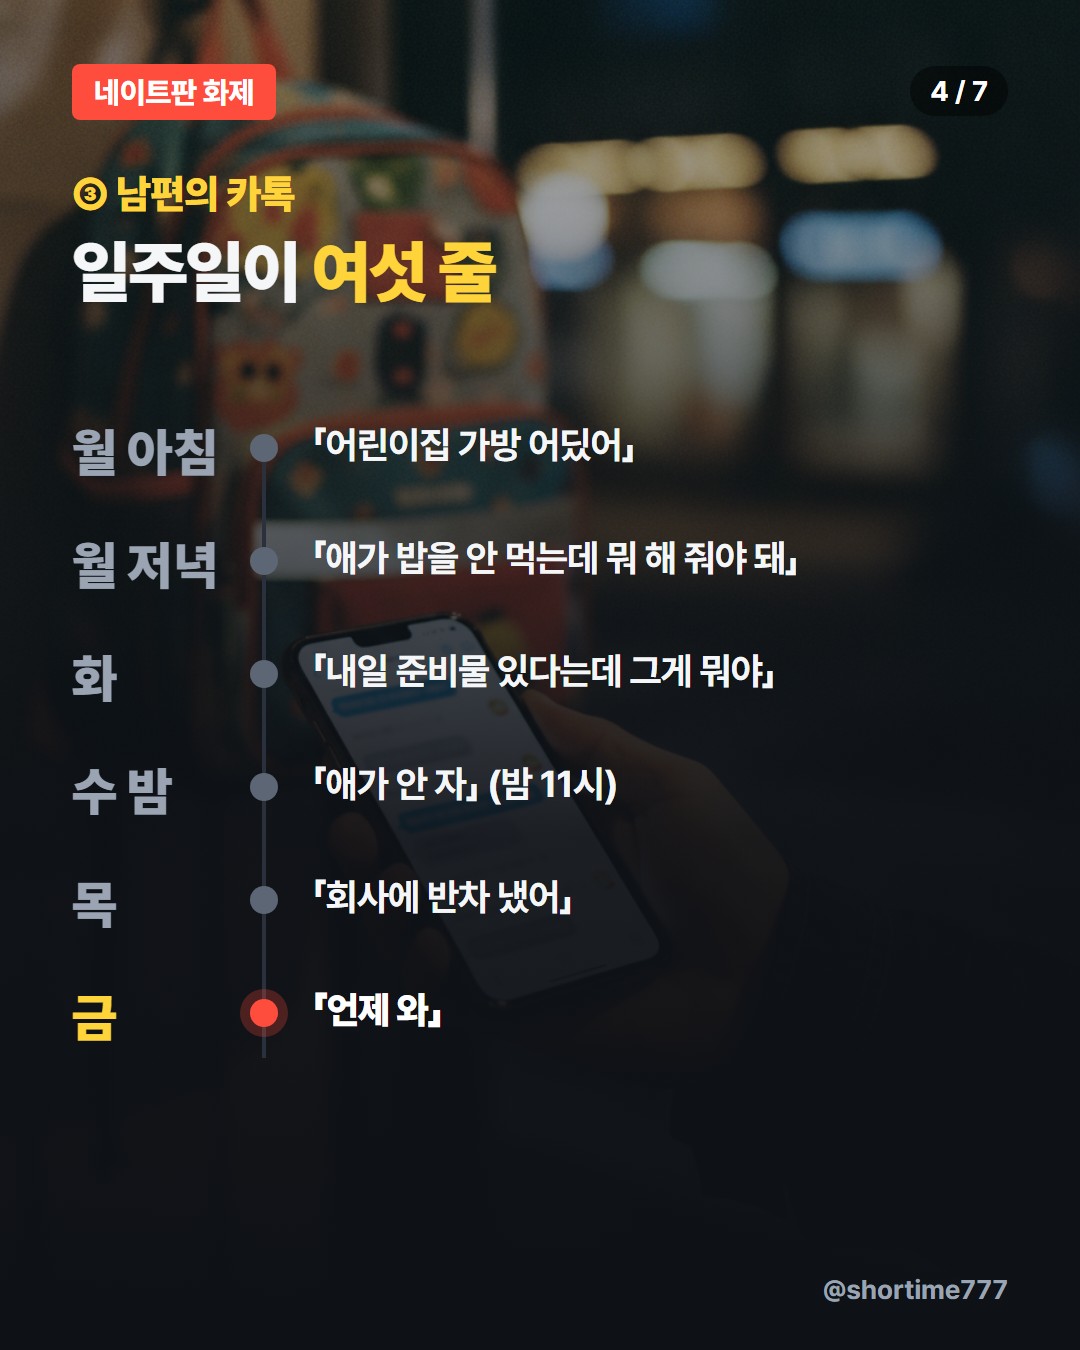 네이트판 화제
4 / 7
③ 남편의 카톡
일주일이 여섯 줄
월 아침 「어린이집 가방 어딨어」
월 저녁 「애가 밥을 안 먹는데 뭐 해 줘야 돼」
화 「내일 준비물 있다는데 그게 뭐야」
수 밤 「애가 안 자」 (밤 11시)
목 「회사에 반차 냈어」
금 「언제 와」
@shortime777